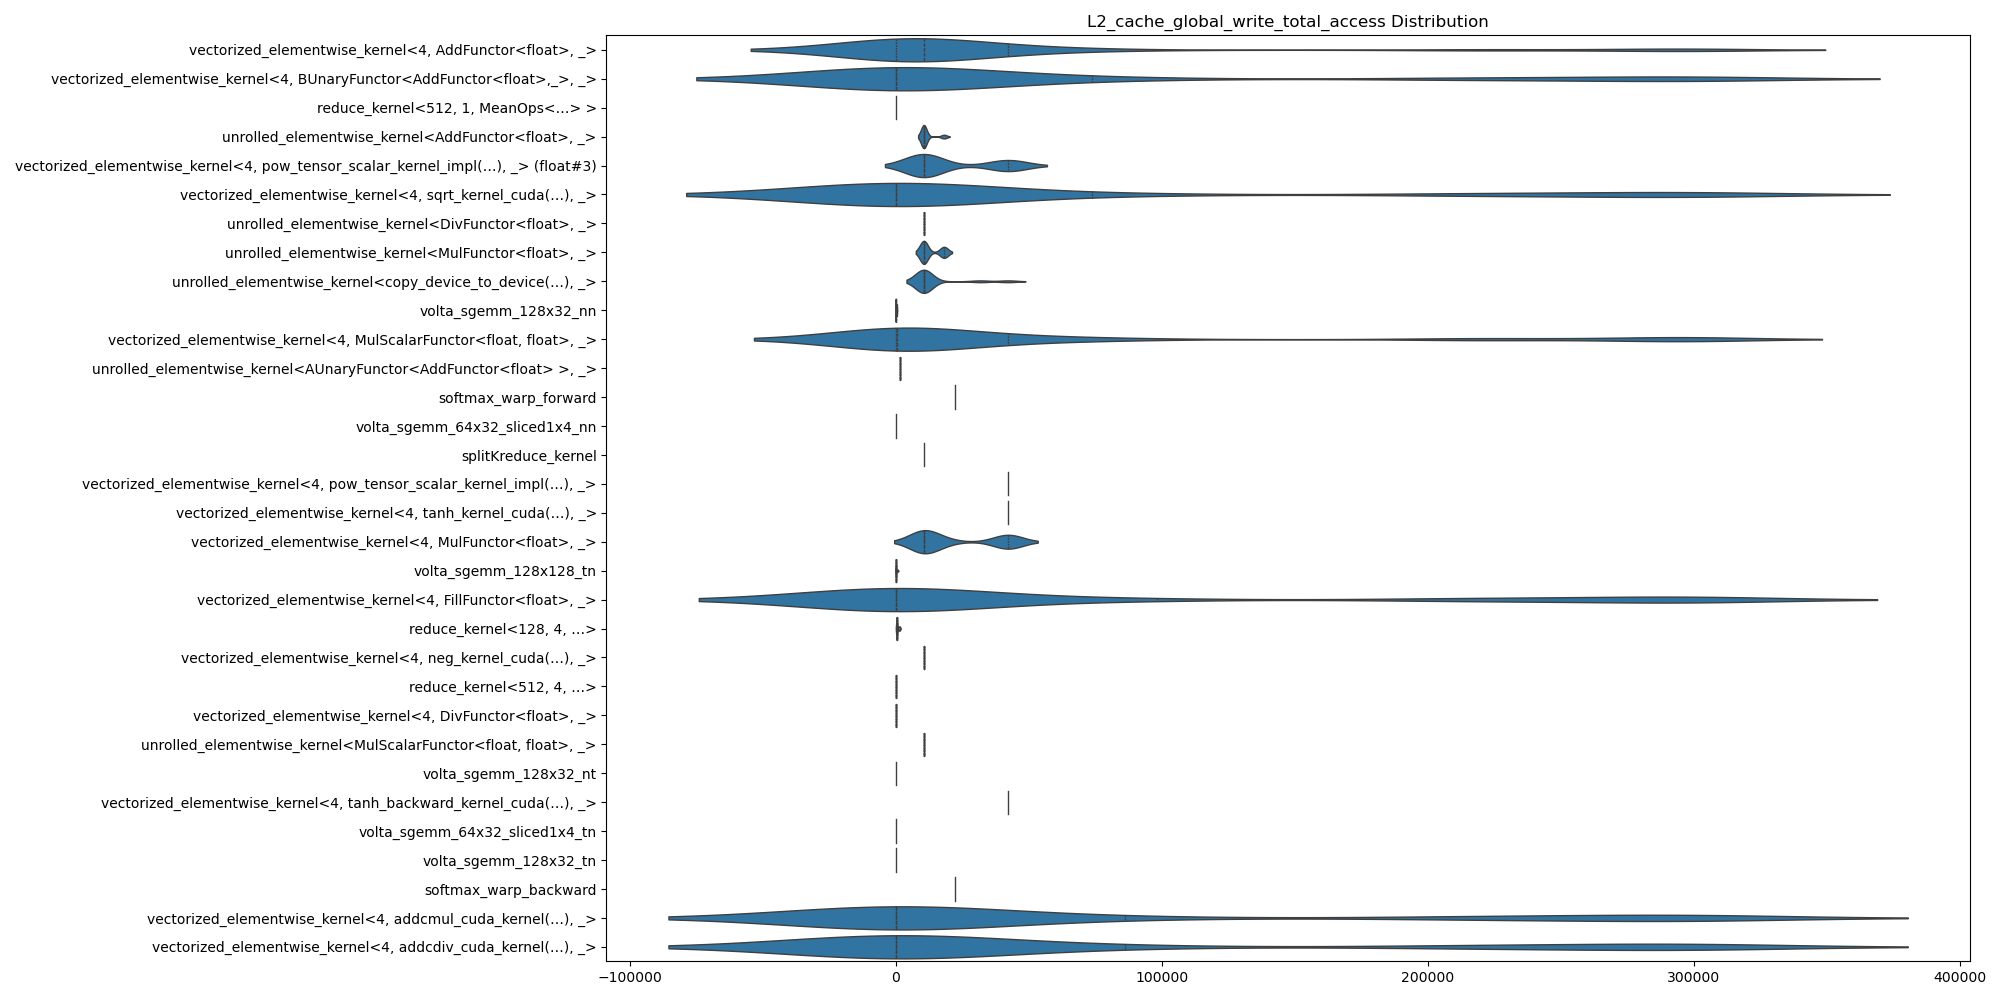 L2_cache_global_write_total_access Distribution
vectorized_elementwise_kernel<4, AddFunctor<float>, _>
vectorized_elementwise_kernel<4, BUnaryFunctor<AddFunctor<float>,_>, _>
reduce_kernel<512, 1, MeanOps<...> >
unrolled_elementwise_kernel<AddFunctor<float>, _>
vectorized_elementwise_kernel<4, pow_tensor_scalar_kernel_impl(...), _> (float#3)
vectorized_elementwise_kernel<4, sqrt_kernel_cuda(...), _>
unrolled_elementwise_kernel<DivFunctor<float>, _>
unrolled_elementwise_kernel<MulFunctor<float>, _>
unrolled_elementwise_kernel<copy_device_to_device(...), _>
volta_sgemm_128x32_nn
vectorized_elementwise_kernel<4, MulScalarFunctor<float, float>, _>
unrolled_elementwise_kernel<AUnaryFunctor<AddFunctor<float> >, _>
softmax_warp_forward
volta_sgemm_64x32_sliced1x4_nn
splitKreduce_kernel
vectorized_elementwise_kernel<4, pow_tensor_scalar_kernel_impl(...), _>
vectorized_elementwise_kernel<4, tanh_kernel_cuda(...), _>
vectorized_elementwise_kernel<4, MulFunctor<float>, _>
volta_sgemm_128x128_tn
vectorized_elementwise_kernel<4, FillFunctor<float>, _>
reduce_kernel<128, 4, ...>
vectorized_elementwise_kernel<4, neg_kernel_cuda(...), _>
reduce_kernel<512, 4, ...>
vectorized_elementwise_kernel<4, DivFunctor<float>, _>
unrolled_elementwise_kernel<MulScalarFunctor<float, float>, _>
volta_sgemm_128x32_nt
vectorized_elementwise_kernel<4, tanh_backward_kernel_cuda(...), _>
volta_sgemm_64x32_sliced1x4_tn
volta_sgemm_128x32_tn
softmax_warp_backward
vectorized_elementwise_kernel<4, addcmul_cuda_kernel(...), _>
vectorized_elementwise_kernel<4, addcdiv_cuda_kernel(...), _>
−100000 0 100000 200000 300000 400000